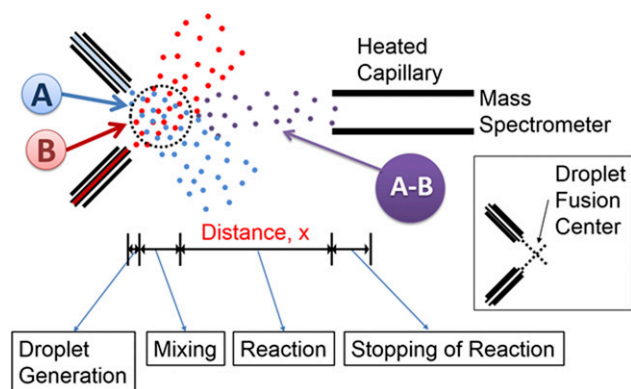 Heated
Capillary
A
Mass
Spectrometer
B
A-B
Droplet
Fusion
Center
Distance, x
Droplet
Generation
Mixing
Reaction
Stopping of Reaction